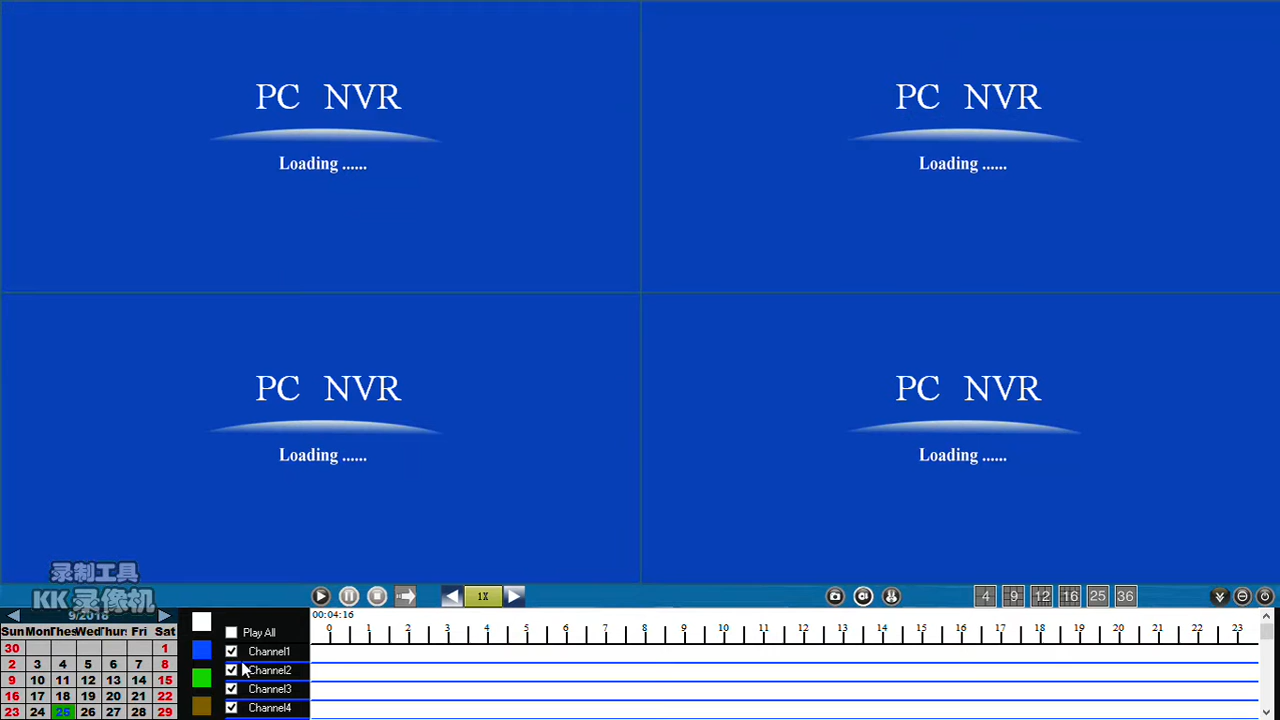 PC NVR
Loading ......
PC NVR
Loading ......
PC NVR
Loading ......
PC NVR
Loading ......
录制工具
KK 录像机
1X
4 9 12 16 25 36
9/2018
Sun Mon Thes Wed Thur: Fri Sat
30 1
2 3 4 5 6 7 8
9 10 11 12 13 14 15
16 17 18 19 20 21 22
23 24 25 26 27 28 29
Play All
Channel1
Channel2
Channel3
Channel4
00:04:16
0 1 2 3 4 5 6 7 8 9 10 11 12 13 14 15 16 17 18 19 20 21 22 23